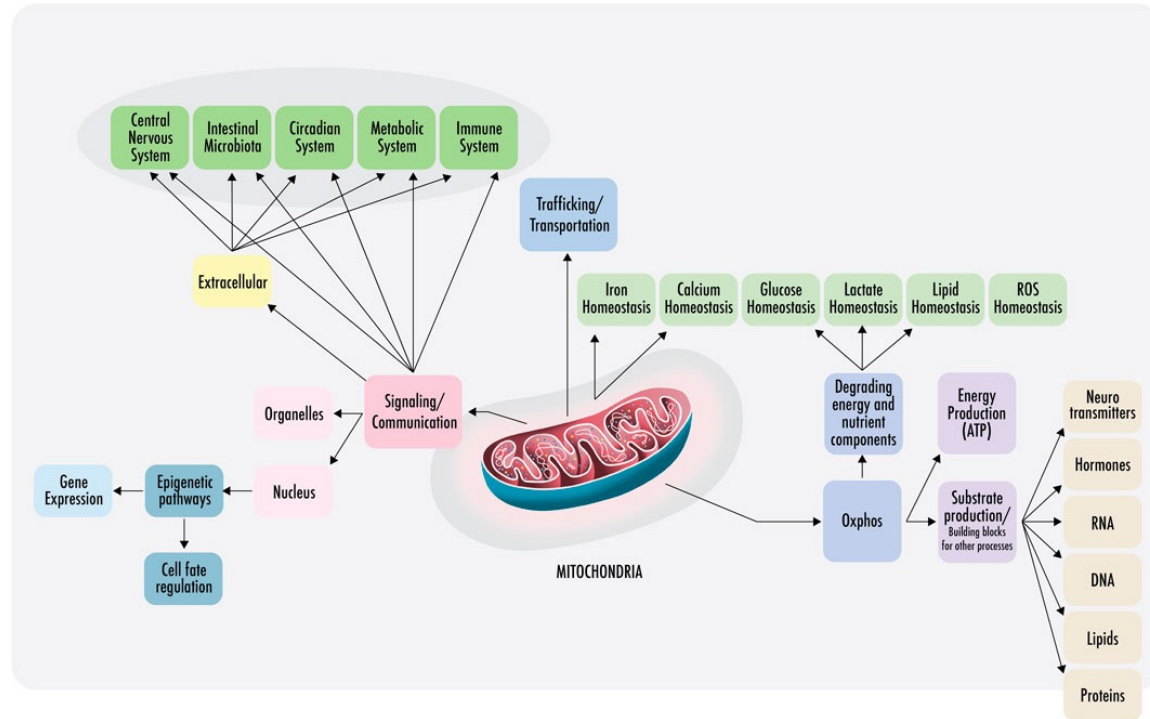 Central
Nervous
System
Intestinal
Microbiota
Circadian
System
Metabolic
System
Immune
System
Trafficking/
Transportation
Extracellular
Iron
Homeostasis
Calcium
Homeostasis
Glucose
Homeostasis
Lactate
Homeostasis
Lipid
Homeostasis
ROS
Homeostasis
Signaling/
Communication
Organelles
Nucleus
Epigenetic
pathways
Gene
Expression
Cell fate
regulation
MITOCHONDRIA
Degrading
energy and
nutrient
components
Energy
Production
(ATP)
Oxphos
Substrate
production/
Building blocks
for other processes
Neuro
transmitters
Hormones
RNA
DNA
Lipids
Proteins